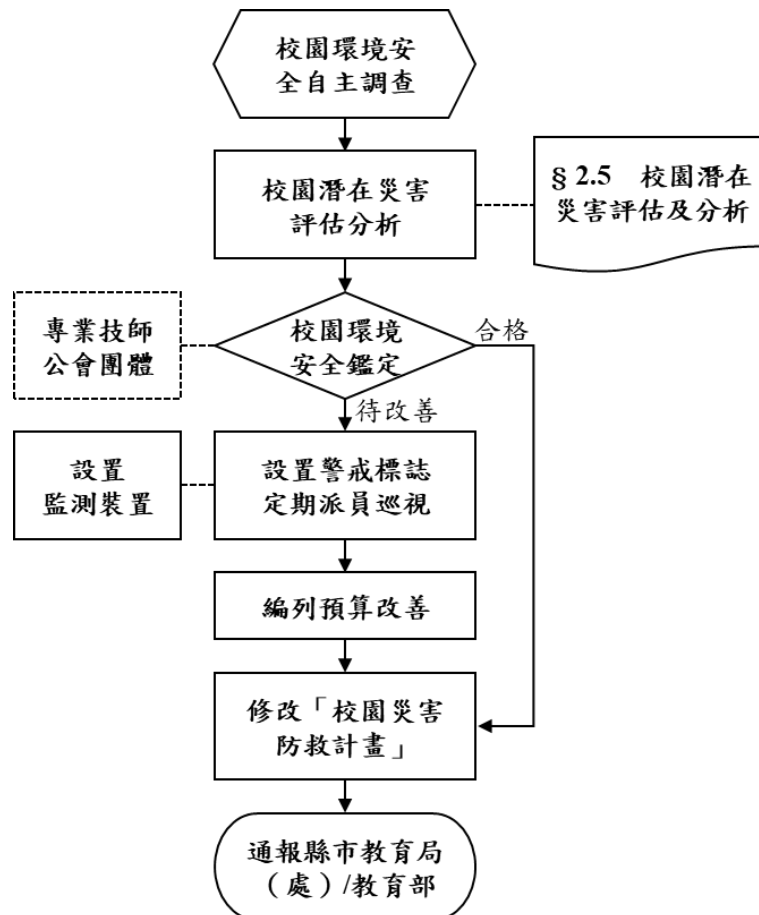 校園環境安
全自主調查
校園潛在災害
評估分析
§ 2.5 校園潛在
災害評估及分析
專業技師
公會團體
校園環境
安全鑑定
合格
待改善
設置
監測裝置
設置警戒標誌
定期派員巡視
編列預算改善
修改「校園災害
防救計畫」
通報縣市教育局
（處）/教育部